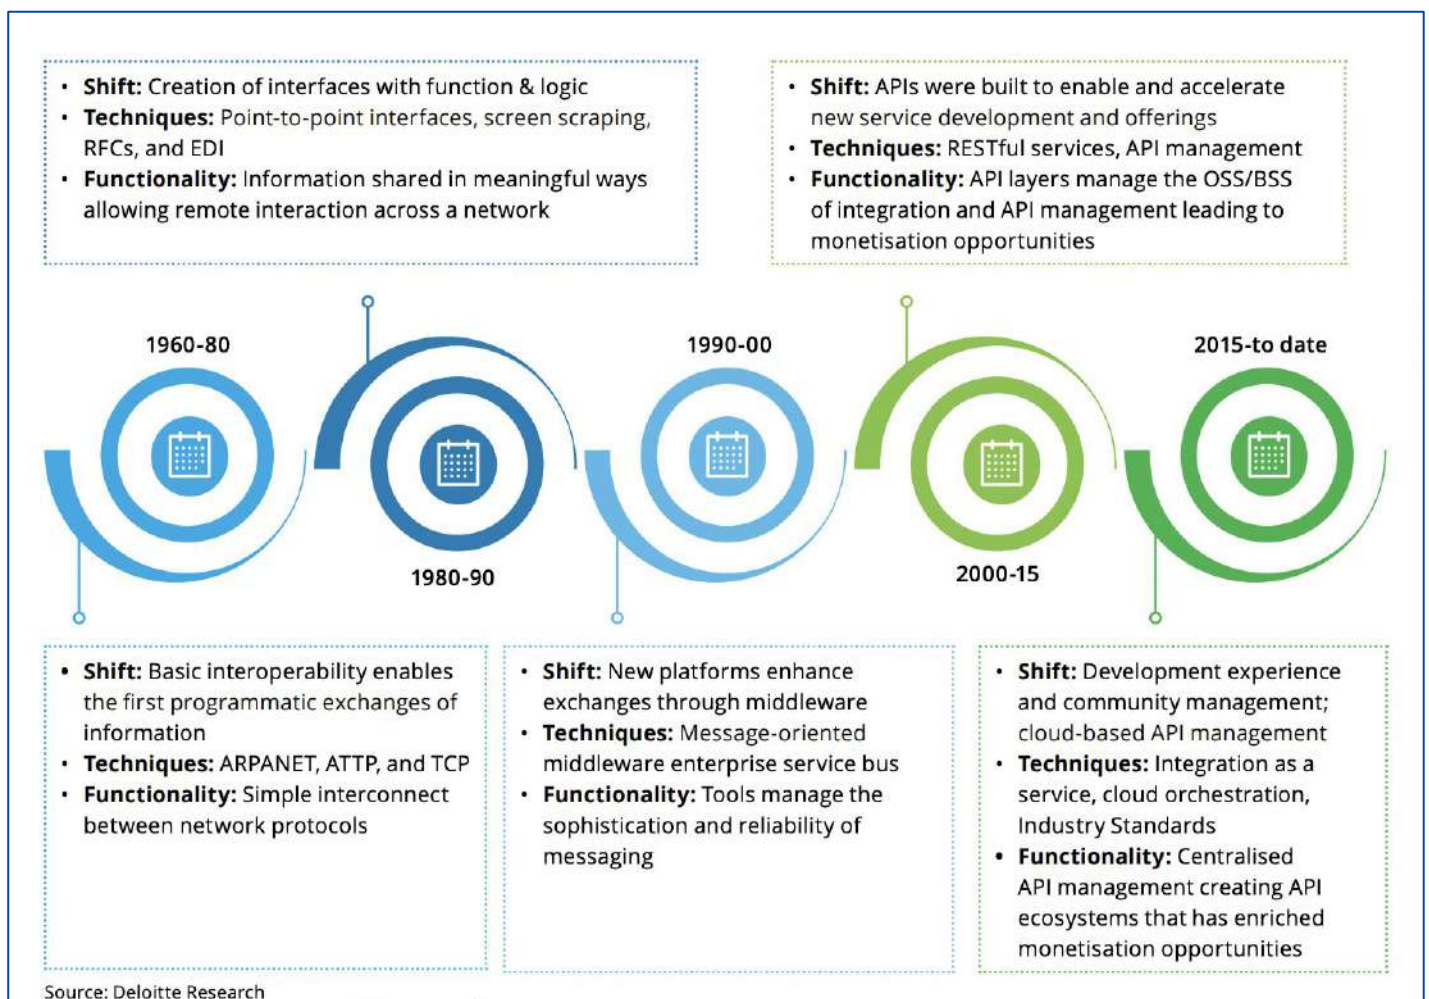 • Shift: Creation of interfaces with function & logic
• Techniques: Point-to-point interfaces, screen scraping,
RFCs, and EDI
• Functionality: Information shared in meaningful ways
allowing remote interaction across a network
• Shift: APIs were built to enable and accelerate
new service development and offerings
• Techniques: RESTful services, API management
• Functionality: API layers manage the OSS/BSS
of integration and API management leading to
monetisation opportunities
1960-80
1980-90
1990-00
2000-15
2015-to date
• Shift: Basic interoperability enables
the first programmatic exchanges of
information
• Techniques: ARPANET, ATTP, and TCP
• Functionality: Simple interconnect
between network protocols
• Shift: New platforms enhance
exchanges through middleware
• Techniques: Message-oriented
middleware enterprise service bus
• Functionality: Tools manage the
sophistication and reliability of
messaging
• Shift: Development experience
and community management;
cloud-based API management
• Techniques: Integration as a
service, cloud orchestration,
Industry Standards
• Functionality: Centralised
API management creating API
ecosystems that has enriched
monetisation opportunities
Source: Deloitte Research